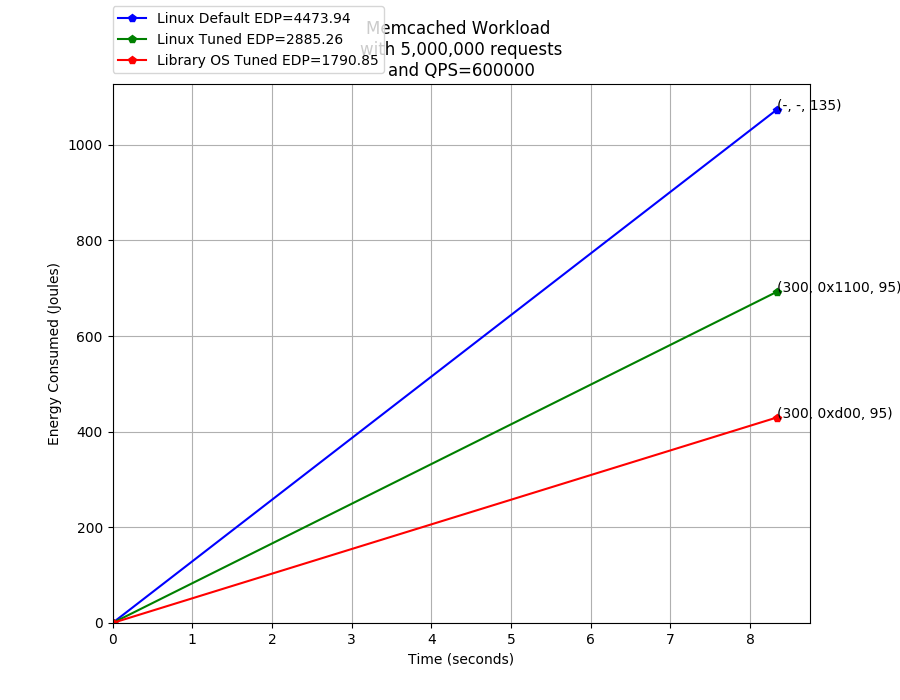 Linux Default EDP=4473.94
Linux Tuned EDP=2885.26
Library OS Tuned EDP=1790.85
Memcached Workload
with 5,000,000 requests
and QPS=600000
(-, -, 135)
(300, 0x1100, 95)
(300, 0xd00, 95)
Energy Consumed (Joules)
1000
800
600
400
200
0
0 1 2 3 4 5 6 7 8
Time (seconds)